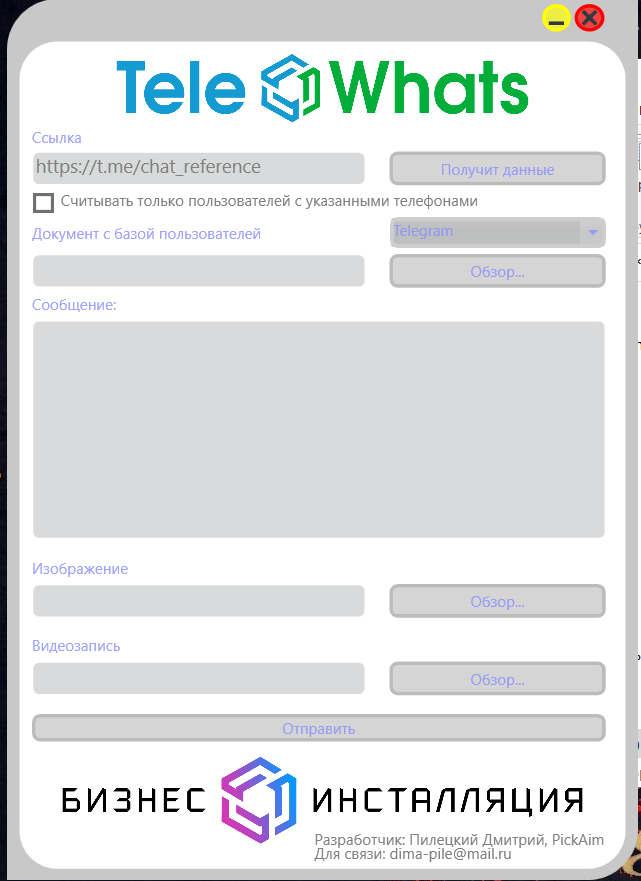 Tele Whats
Ссылка
https://t.me/chat_reference
Получит данные
Считывать только пользователей с указанными телефонами
Документ с базой пользователей
Telegram
Обзор...
Сообщение:
Изображение
Обзор...
Видеозапись
Обзор...
Отправить
БИЗНЕС ИНСТАЛЛЯЦИЯ
Разработчик: Пилецкий Дмитрий, PickAim
Для связи: dima-pile@mail.ru